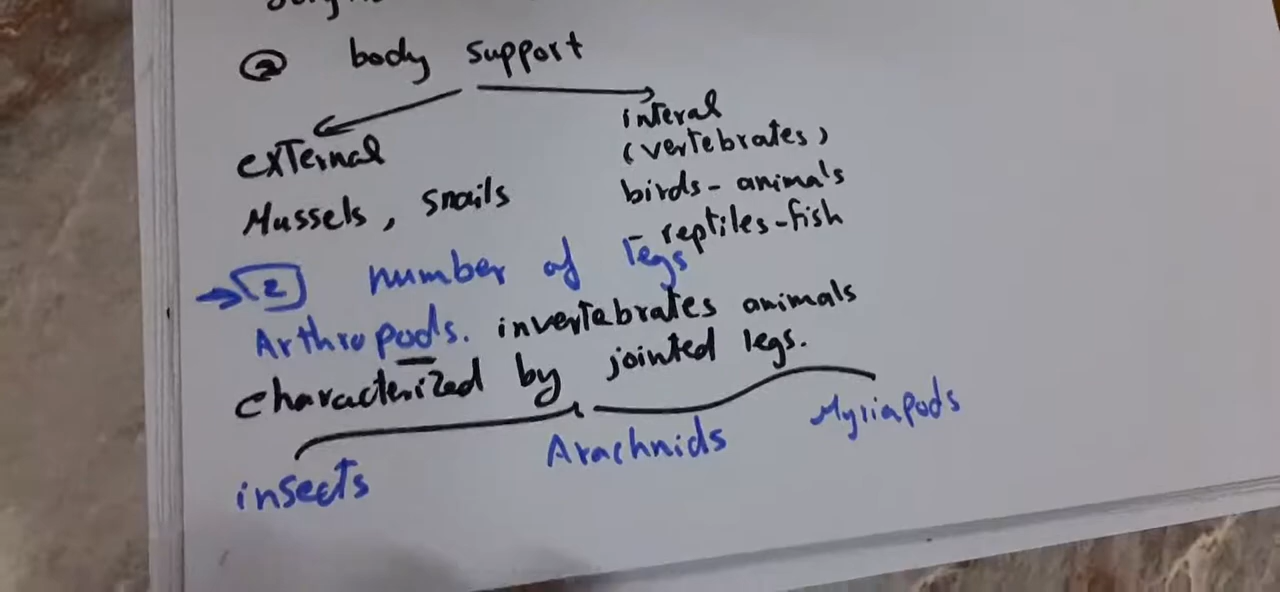 ② body support
external
Mussels, snails
interal
(vertebrates)
birds - animals
reptiles - fish
→ 2 number of legs
Arthropods. invertebrates animals
characterized by jointed legs.
insects
Arachnids
Myriapods